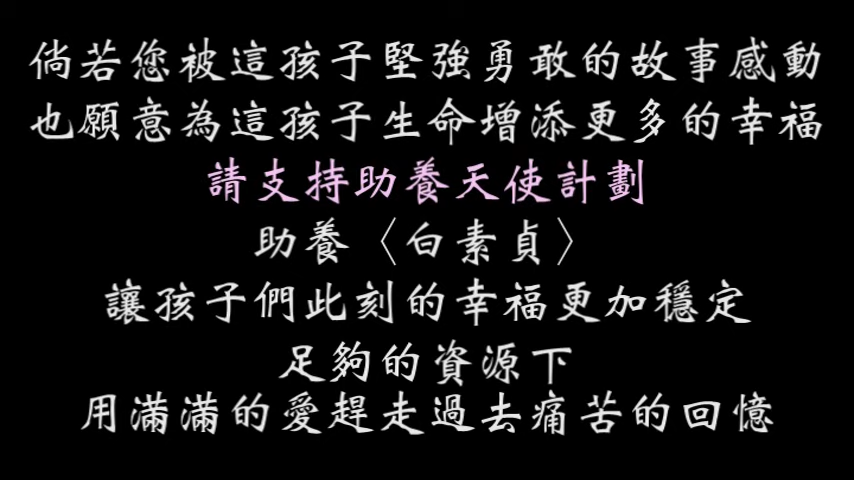 倘若您被這孩子堅強勇敢的故事感動
也願意為這孩子生命增添更多的幸福
請支持助養天使計劃
助養〈白素貞〉
讓孩子們此刻的幸福更加穩定
足夠的資源下
用滿滿的愛趕走過去痛苦的回憶